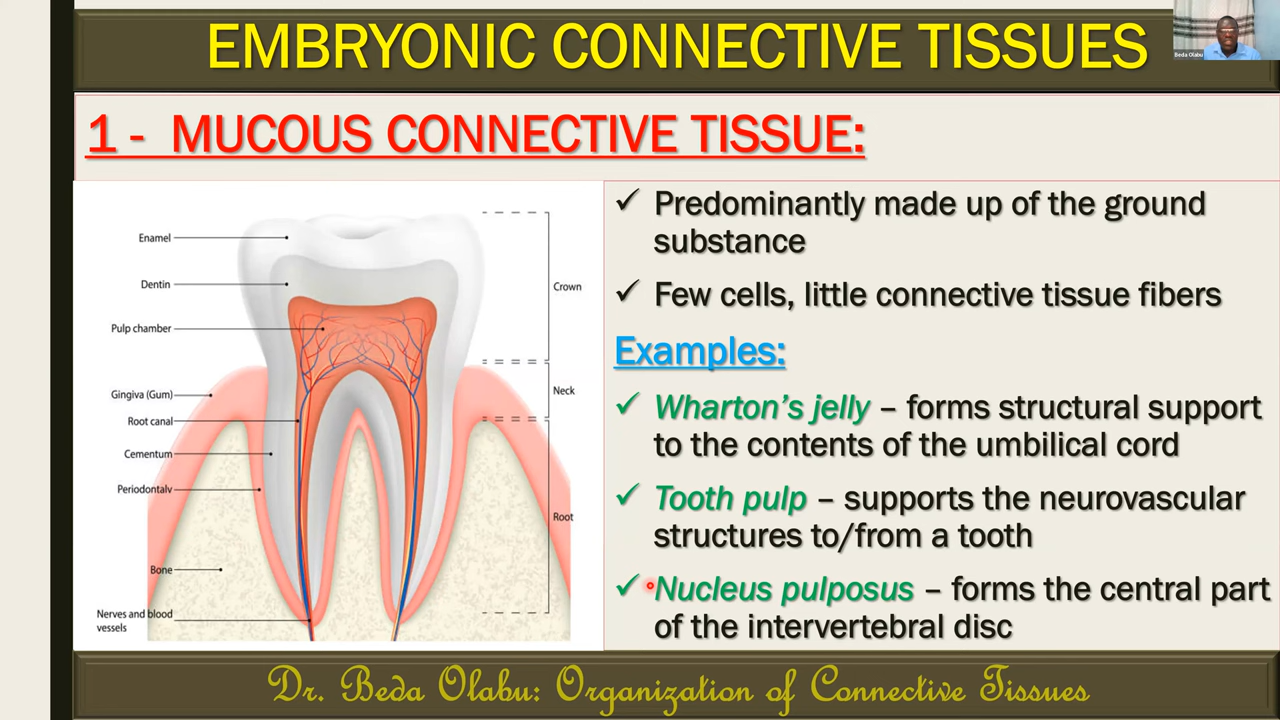 EMBRYONIC CONNECTIVE TISSUES
Beda Olabu
1 - MUCOUS CONNECTIVE TISSUE:
Enamel
Dentin
Pulp chamber
Gingiva (Gum)
Root canal
Cementum
Periodontalv
Bone
Nerves and blood
vessels
Crown
Neck
Root
✓ Predominantly made up of the ground
substance
✓ Few cells, little connective tissue fibers
Examples:
✓ Wharton's jelly – forms structural support
to the contents of the umbilical cord
✓ Tooth pulp – supports the neurovascular
structures to/from a tooth
✓ Nucleus pulposus – forms the central part
of the intervertebral disc
Dr. Beda Olabu: Organization of Connective Tissues